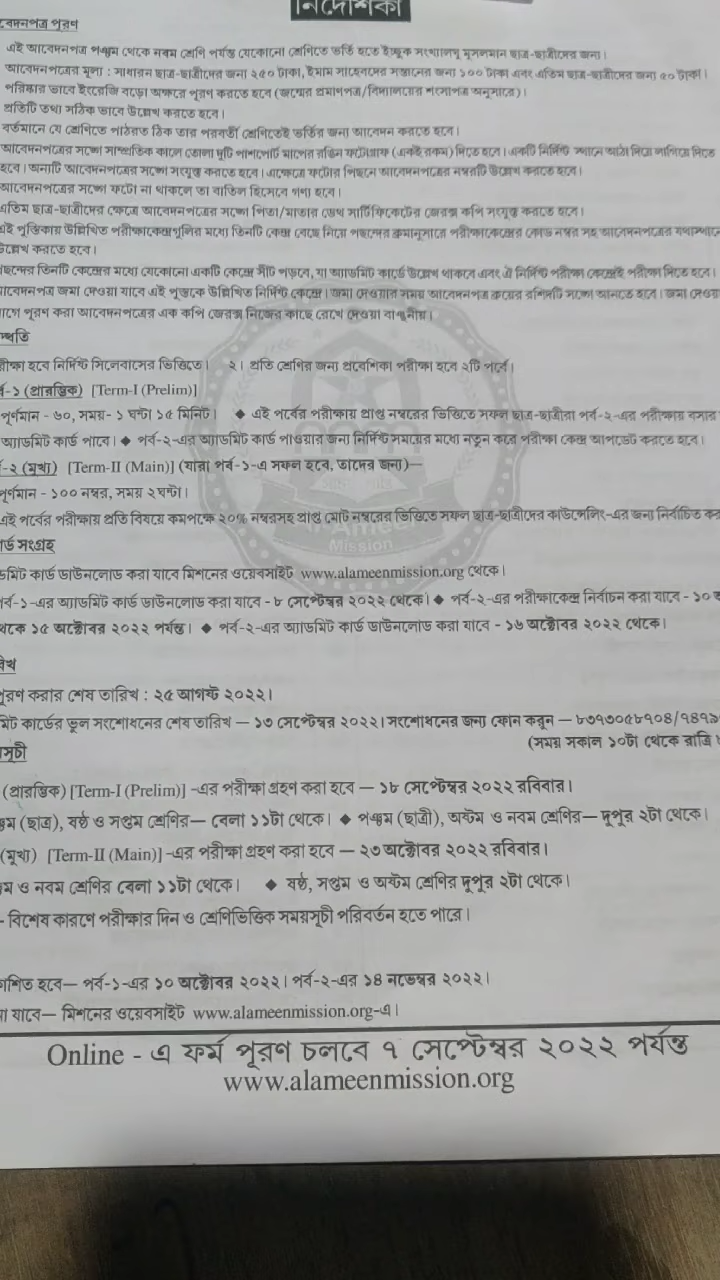 নির্দেশিকা
বেদনপত্র পূরণ
এই আবেদনপত্র পঞ্চম থেকে নবম শ্রেণি পর্যন্ত যেকোনো শ্রেণিতে ভর্তি হতে ইচ্ছুক সংখ্যালঘু মুসলমান ছাত্র-ছাত্রীদের জন্য।
আবেদনপত্রের মূল্য : সাধারন ছাত্র-ছাত্রীদের জন্য ২৫০ টাকা, ইমাম সাহেবদের সন্তানের জন্য ১০০ টাকা এবং এতিম ছাত্র-ছাত্রীদের জন্য ৫০ টাকা।
পরিষ্কার ভাবে ইংরেজি বড়ো অক্ষরে পূরণ করতে হবে (জন্মের প্রমাণপত্র/বিদ্যালয়ের শংসাপত্র অনুসারে)।
প্রতিটি তথ্য সঠিক ভাবে উল্লেখ করতে হবে।
বর্তমানে যে শ্রেণিতে পাঠরত ঠিক তার পরবর্তী শ্রেণিতেই ভর্তির জন্য আবেদন করতে হবে।
আবেদনপত্রের সঙ্গে সাম্প্রতিক কালে তোলা দুটি পাশপোর্ট মাপের রঙিন ফটোগ্রাফ (একই রকম) দিতে হবে। একটি নির্দিষ্ট স্থানে আঠা দিয়ে লাগিয়ে দিতে
হবে। অন্যটি আবেদনপত্রের সঙ্গে সংযুক্ত করতে হবে। এক্ষেত্রে ফটোর পিছনে আবেদনপত্রের নম্বরটি উল্লেখ করতে হবে।
আবেদনপত্রের সঙ্গে ফটো না থাকলে তা বাতিল হিসেবে গণ্য হবে।
এতিম ছাত্র-ছাত্রীদের ক্ষেত্রে আবেদনপত্রের সঙ্গে পিতা/মাতার ডেথ সার্টিফিকেটের জেরক্স কপি সংযুক্ত করতে হবে।
এই পুস্তিকায় উল্লিখিত পরীক্ষাকেন্দ্রগুলির মধ্যে তিনটি কেন্দ্র বেছে নিয়ে পছন্দের ক্রমানুসারে পরীক্ষাকেন্দ্রের কোড নম্বর সহ আবেদনপত্রের যথাস্থানে
উল্লেখ করতে হবে।
ছন্দের তিনটি কেন্দ্রের মধ্যে যেকোনো একটি কেন্দ্রে সীট পড়বে, যা অ্যাডমিট কার্ডে উল্লেখ থাকবে এবং ঐ নির্দিষ্ট পরীক্ষা কেন্দ্রেই পরীক্ষা দিতে হবে।
াবেদনপত্র জমা দেওয়া যাবে এই পুস্তকে উল্লিখিত নির্দিষ্ট কেন্দ্রে। জমা দেওয়ার সময় আবেদনপত্র ক্রয়ের রশিদটি সঙ্গে আনতে হবে। জমা দেওয়
াগে পূরণ করা আবেদনপত্রের এক কপি জেরক্স নিজের কাছে রেখে দেওয়া বাঞ্ছনীয়।
দ্ধতি
রীক্ষা হবে নির্দিষ্ট সিলেবাসের ভিত্তিতে। ২। প্রতি শ্রেণির জন্য প্রবেশিকা পরীক্ষা হবে ২টি পর্বে।
র্ব-১ (প্রারম্ভিক) [Term-I (Prelim)]
পূর্ণমান - ৬০, সময়- ১ ঘণ্টা ১৫ মিনিট। ◆ এই পর্বের পরীক্ষায় প্রাপ্ত নম্বরের ভিত্তিতে সফল ছাত্র-ছাত্রীরা পর্ব-২-এর পরীক্ষায় বসার
অ্যাডমিট কার্ড পাবে। ◆ পর্ব-২-এর অ্যাডমিট কার্ড পাওয়ার জন্য নির্দিষ্ট সময়ের মধ্যে নতুন করে পরীক্ষা কেন্দ্র আপডেট করতে হবে।
র্ব-২ (মুখ্য) [Term-II (Main)] (যারা পর্ব-১-এ সফল হবে, তাদের জন্য)—
পূর্ণমান - ১০০ নম্বর, সময় ২ঘণ্টা।
এই পর্বের পরীক্ষায় প্রতি বিষয়ে কমপক্ষে ২০% নম্বরসহ প্রাপ্ত মোট নম্বরের ভিত্তিতে সফল ছাত্র-ছাত্রীদের কাউন্সেলিং-এর জন্য নির্বাচিত কর
Mission
র্ড সংগ্রহ
ডমিট কার্ড ডাউনলোড করা যাবে মিশনের ওয়েবসাইট www.alameenmission.org থেকে।
র্ব-১-এর অ্যাডমিট কার্ড ডাউনলোড করা যাবে - ৮ সেপ্টেম্বর ২০২২ থেকে। ◆ পর্ব-২-এর পরীক্ষাকেন্দ্র নির্বাচন করা যাবে - ১০ অ
থেকে ১৫ অক্টোবর ২০২২ পর্যন্ত। ◆ পর্ব-২-এর অ্যাডমিট কার্ড ডাউনলোড করা যাবে - ১৬ অক্টোবর ২০২২ থেকে।
রিখ
পূরণ করার শেষ তারিখ : ২৫ আগস্ট ২০২২।
মিট কার্ডের ভুল সংশোধনের শেষ তারিখ — ১৩ সেপ্টেম্বর ২০২২। সংশোধনের জন্য ফোন করুন — ৮৩৭৩০৫৮৭০৪/৭৪৭৯
(সময় সকাল ১০টা থেকে রাত্রি
সূচী
(প্রারম্ভিক) [Term-I (Prelim)] -এর পরীক্ষা গ্রহণ করা হবে — ১৮ সেপ্টেম্বর ২০২২ রবিবার।
ঞ্চম (ছাত্র), ষষ্ঠ ও সপ্তম শ্রেণির— বেলা ১১টা থেকে। ◆ পঞ্চম (ছাত্রী), অষ্টম ও নবম শ্রেণির— দুপুর ২টা থেকে।
(মুখ্য) [Term-II (Main)] -এর পরীক্ষা গ্রহণ করা হবে — ২৩ অক্টোবর ২০২২ রবিবার।
ম ও নবম শ্রেণির বেলা ১১টা থেকে। ◆ ষষ্ঠ, সপ্তম ও অষ্টম শ্রেণির দুপুর ২টা থেকে।
- বিশেষ কারণে পরীক্ষার দিন ও শ্রেণিভিত্তিক সময়সূচী পরিবর্তন হতে পারে।
াশিত হবে— পর্ব-১-এর ১০ অক্টোবর ২০২২। পর্ব-২-এর ১৪ নভেম্বর ২০২২।
া যাবে— মিশনের ওয়েবসাইট www.alameenmission.org-এ।
Online - এ ফর্ম পূরণ চলবে ৭ সেপ্টেম্বর ২০২২ পর্যন্ত
www.alameenmission.org